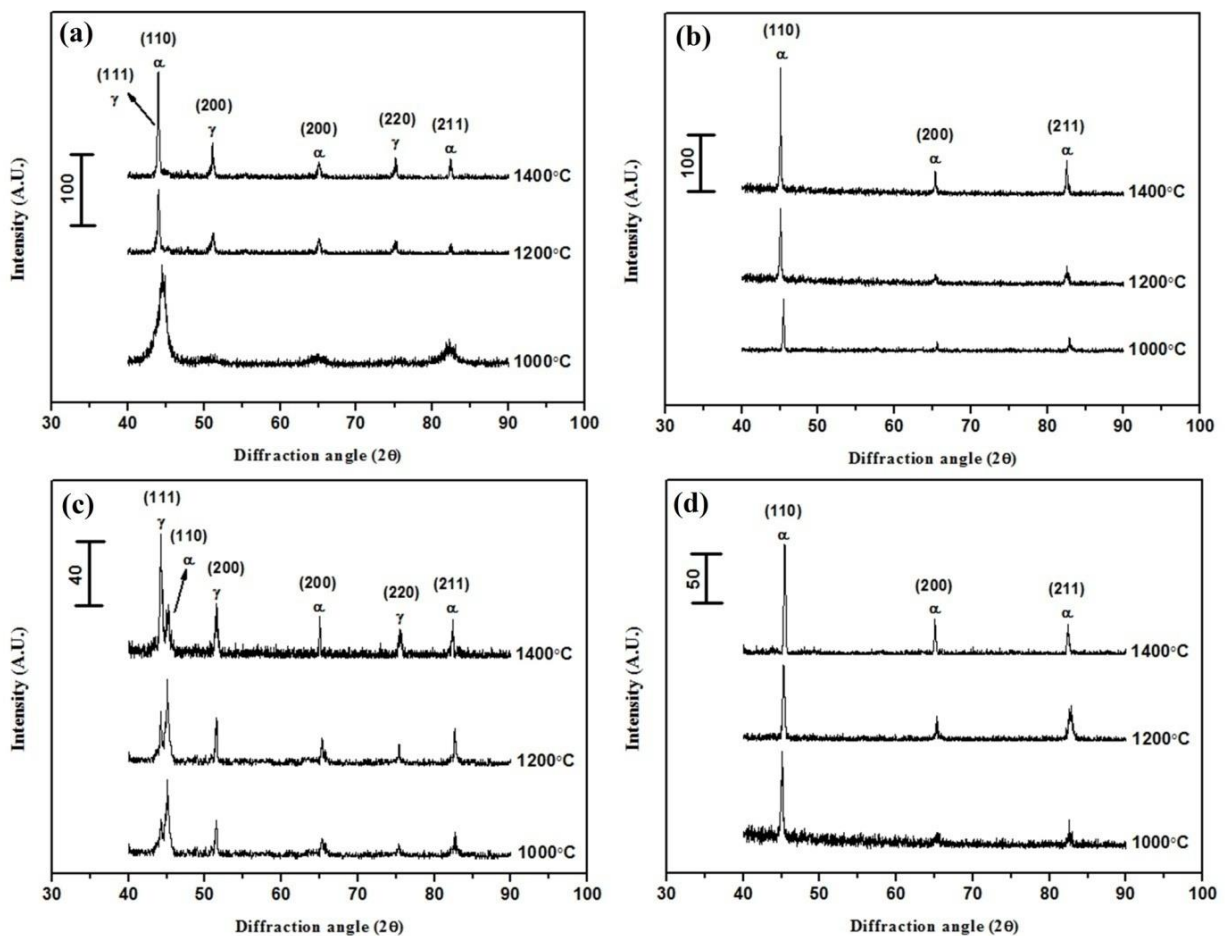 (a)
(110)
α
(111)
γ
(200)
γ
(200)
α
(220)
γ
(211)
α
100
1400°C
1200°C
1000°C
Intensity (A.U.)
30 40 50 60 70 80 90 100
Diffraction angle (2θ)
(b)
(110)
α
(200)
α
(211)
α
100
1400°C
1200°C
1000°C
Intensity (A.U.)
30 40 50 60 70 80 90 100
Diffraction angle (2θ)
(c)
(111)
γ
(110)
α
(200)
γ
(200)
α
(220)
γ
(211)
α
40
1400°C
1200°C
1000°C
Intensity (A.U.)
30 40 50 60 70 80 90 100
Diffraction angle (2θ)
(d)
(110)
α
(200)
α
(211)
α
50
1400°C
1200°C
1000°C
Intensity (A.U.)
30 40 50 60 70 80 90 100
Diffraction angle (2θ)